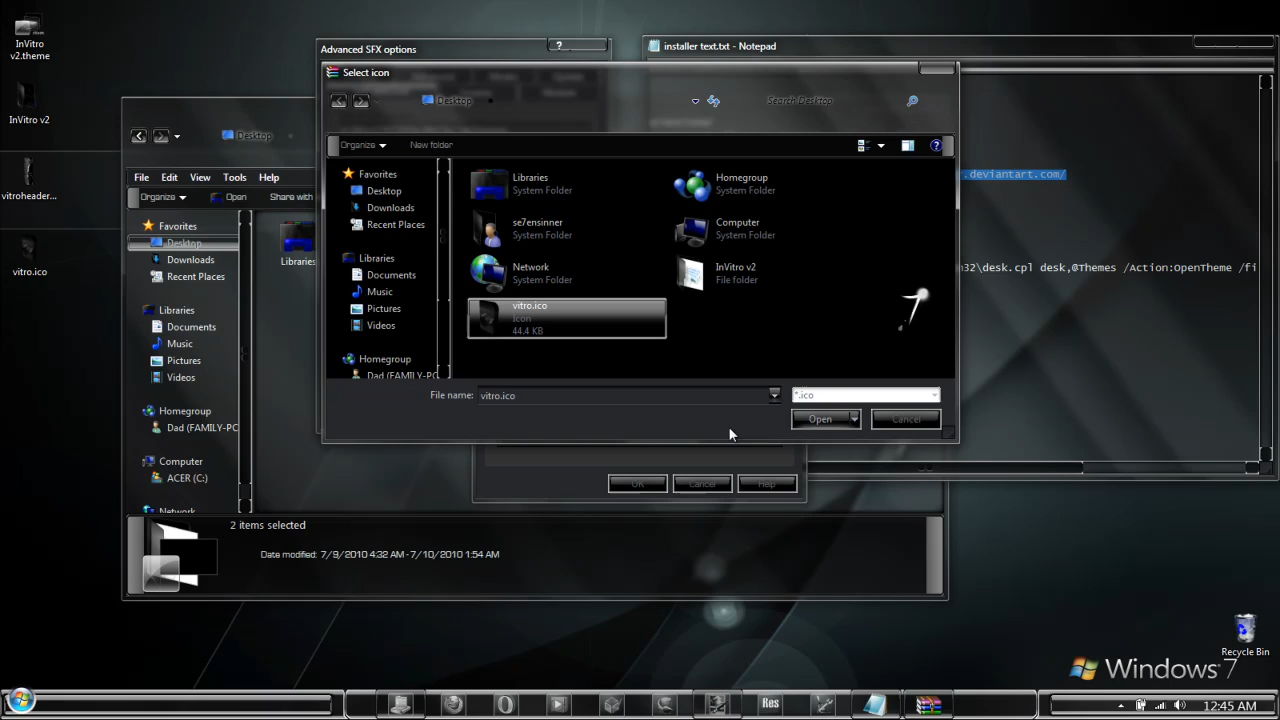 InVitro
v2.theme
InVitro v2
vitroheader...
vitro.ico
Advanced SFX options
?
installer text.txt - Notepad
Select icon
Desktop
Search Desktop
Organize
New folder
?
Favorites
Desktop
Downloads
Recent Places
Libraries
Documents
Music
Pictures
Videos
Homegroup
Dad (FAMILY-PC
Libraries
System Folder
Homegroup
System Folder
se7ensinner
System Folder
Computer
System Folder
Network
System Folder
InVitro v2
File folder
vitro.ico
Icon
44.4 KB
File name:
vitro.ico
*.ico
Open
Cancel
.deviantart.com/
32\desk.cpl desk,@Themes /Action:OpenTheme /fi
OK
Cancel
Help
Desktop
File
Edit
View
Tools
Help
Organize
Open
Share with
Favorites
Desktop
Downloads
Recent Places
Libraries
Documents
Music
Pictures
Videos
Homegroup
Dad (FAMILY-PC
Computer
ACER (C:)
Network
Libraries
2 items selected
Date modified: 7/9/2010 4:32 AM - 7/10/2010 1:54 AM
Recycle Bin
Windows 7
Res
12:45 AM